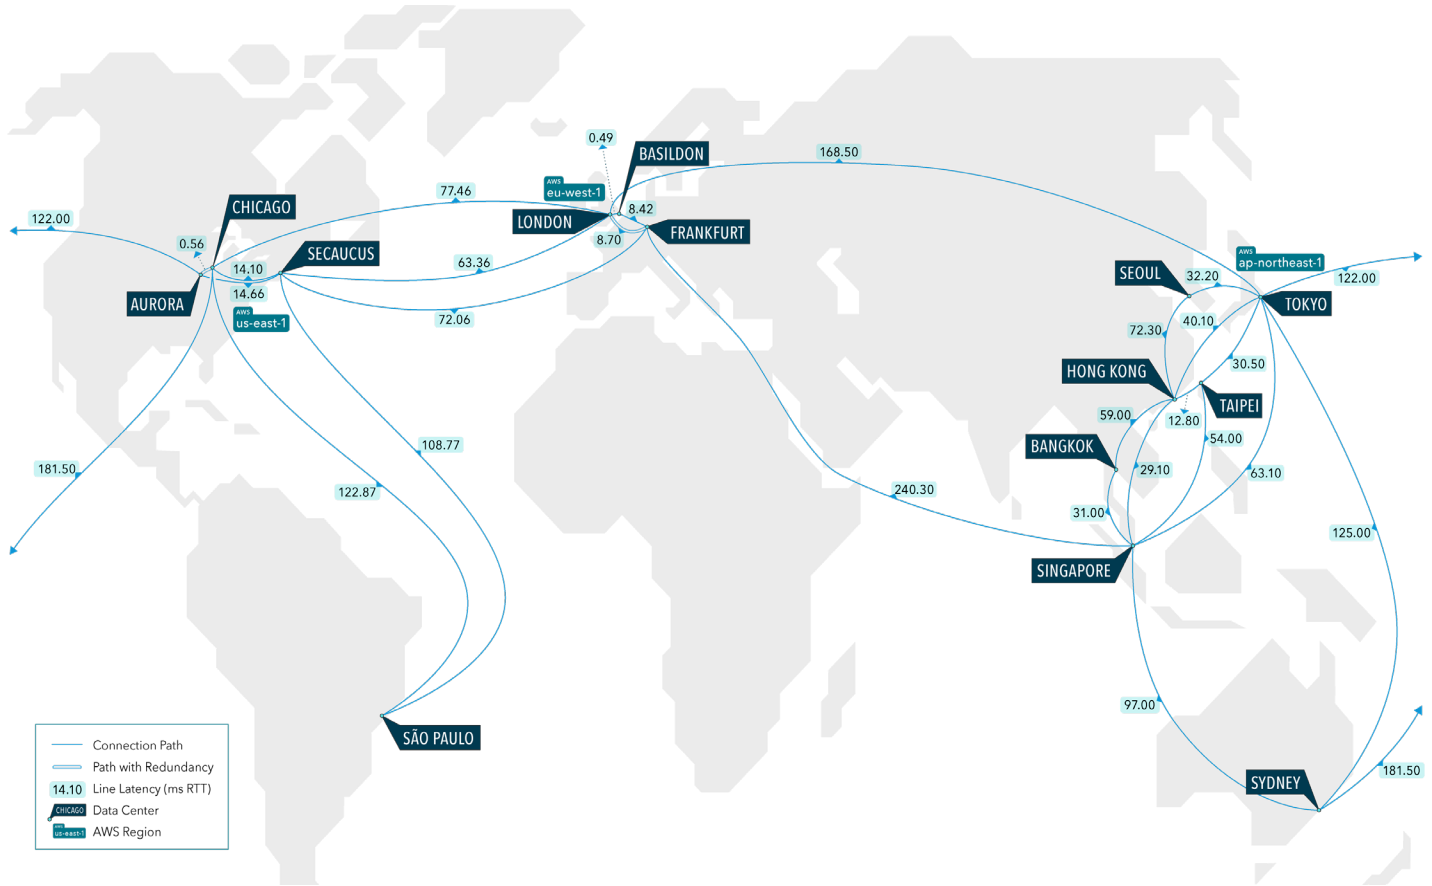 0.49
BASILDON
168.50
AWS
eu-west-1
77.46
8.42
CHICAGO
LONDON
122.00
FRANKFURT
8.70
0.56
SECAUCUS
AWS
ap-northeast-1
63.36
14.10
SEOUL
32.20
122.00
14.66
AURORA
TOKYO
AWS
us-east-1
72.06
40.10
72.30
30.50
HONG KONG
TAIPEI
59.00
12.80
108.77
BANGKOK
54.00
181.50
29.10
63.10
122.87
240.30
31.00
125.00
SINGAPORE
97.00
SÃO PAULO
181.50
SYDNEY
Connection Path
Path with Redundancy
14.10 Line Latency (ms RTT)
CHICAGO Data Center
us-east-1 AWS Region